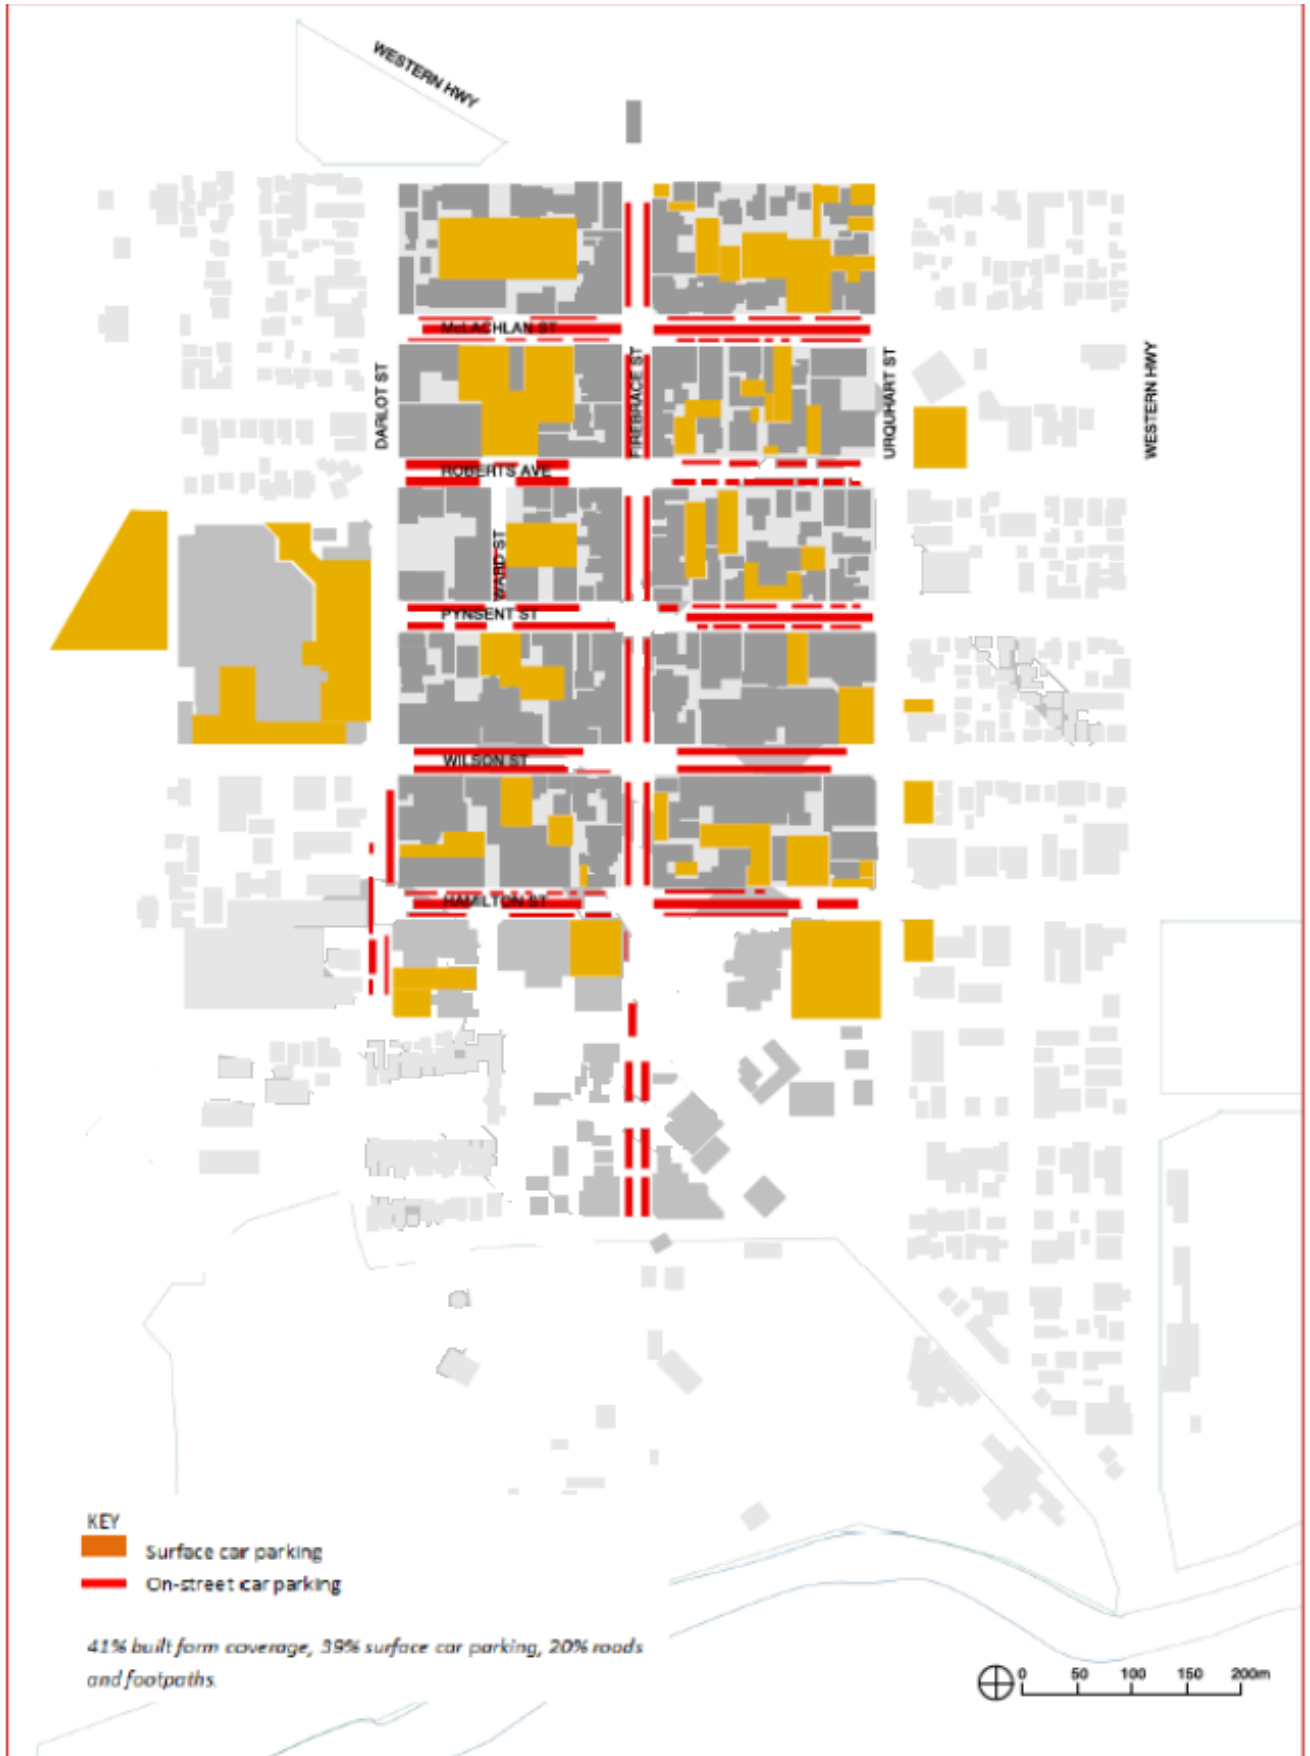 WESTERN HWY
McLACHLAN ST
DARLOT ST
FIREBRACE ST
URQUHART ST
WESTERN HWY
ROBERTS AVE
WARD ST
PYNSENT ST
WILSON ST
HAMILTON ST
KEY
Surface car parking
On-street car parking
41% built form coverage, 39% surface car parking, 20% roads
and footpaths.
0 50 100 150 200m